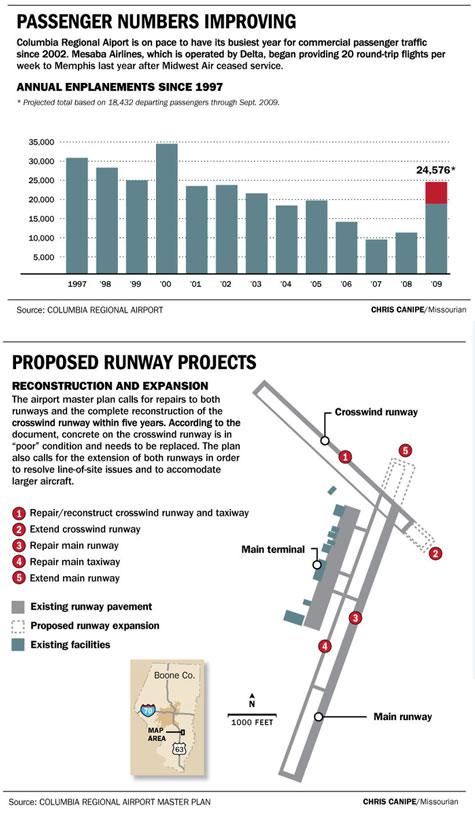 PASSENGER NUMBERS IMPROVING
Columbia Regional Aiport is on pace to have its busiest year for commercial passenger traffic
since 2002. Mesaba Airlines, which is operated by Delta, began providing 20 round-trip flights per
week to Memphis last year after Midwest Air ceased service.
ANNUAL ENPLANEMENTS SINCE 1997
* Projected total based on 18,432 departing passengers through Sept. 2009.
35,000
30,000
25,000
20,000
15,000
10,000
5,000
24,576*
1997 '98 '99 '00 '01 '02 '03 '04 '05 '06 '07 '08 '09
Source: COLUMBIA REGIONAL AIRPORT
CHRIS CANIPE/Missourian
PROPOSED RUNWAY PROJECTS
RECONSTRUCTION AND EXPANSION
The airport master plan calls for repairs to both
runways and the complete reconstruction of the
crosswind runway within five years. According to the
document, concrete on the crosswind runway is in
“poor” condition and needs to be replaced. The plan
also calls for the extension of both runways in order
to resolve line-of-site issues and to accomodate
larger aircraft.
1 Repair/reconstruct crosswind runway and taxiway
2 Extend crosswind runway
3 Repair main runway
4 Repair main taxiway
5 Extend main runway
Existing runway pavement
Proposed runway expansion
Existing facilities
Crosswind runway
1
5
2
Main terminal
3
4
Main runway
N
1000 FEET
Boone Co.
70
MAP
AREA
63
Source: COLUMBIA REGIONAL AIRPORT MASTER PLAN
CHRIS CANIPE/Missourian